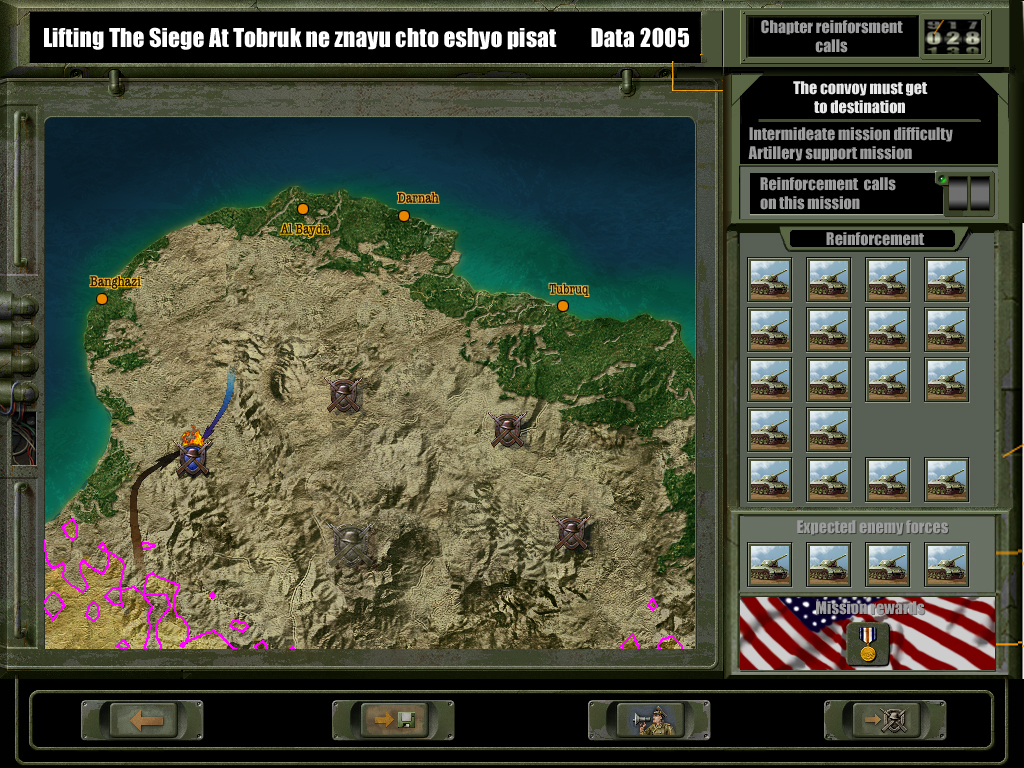 Lifting The Siege At Tobruk ne znayu chto eshyo pisat Data 2005
Chapter reinforsment
calls
028
The convoy must get
to destination
Intermideate mission difficulty
Artillery support mission
Reinforcement calls
on this mission
Reinforcement
Darnah
Al Bayda
Banghazi
Tubruq
Expected enemy forces
Mission rewards